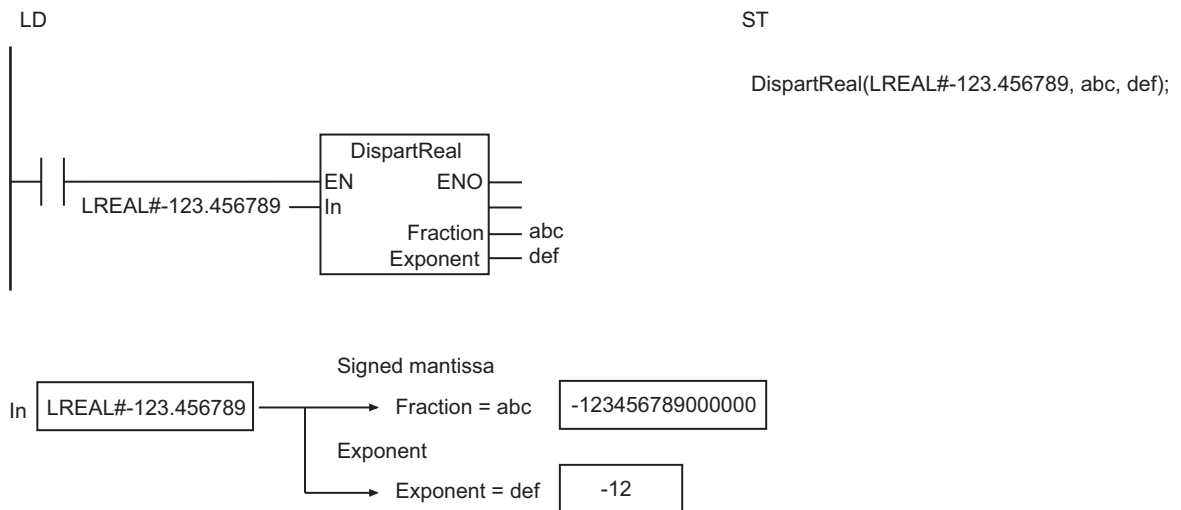 LD
ST
DispartReal(LREAL#-123.456789, abc, def);
DispartReal
EN ENO
LREAL#-123.456789 In
Fraction abc
Exponent def
Signed mantissa
In LREAL#-123.456789 Fraction = abc -123456789000000
Exponent
Exponent = def -12